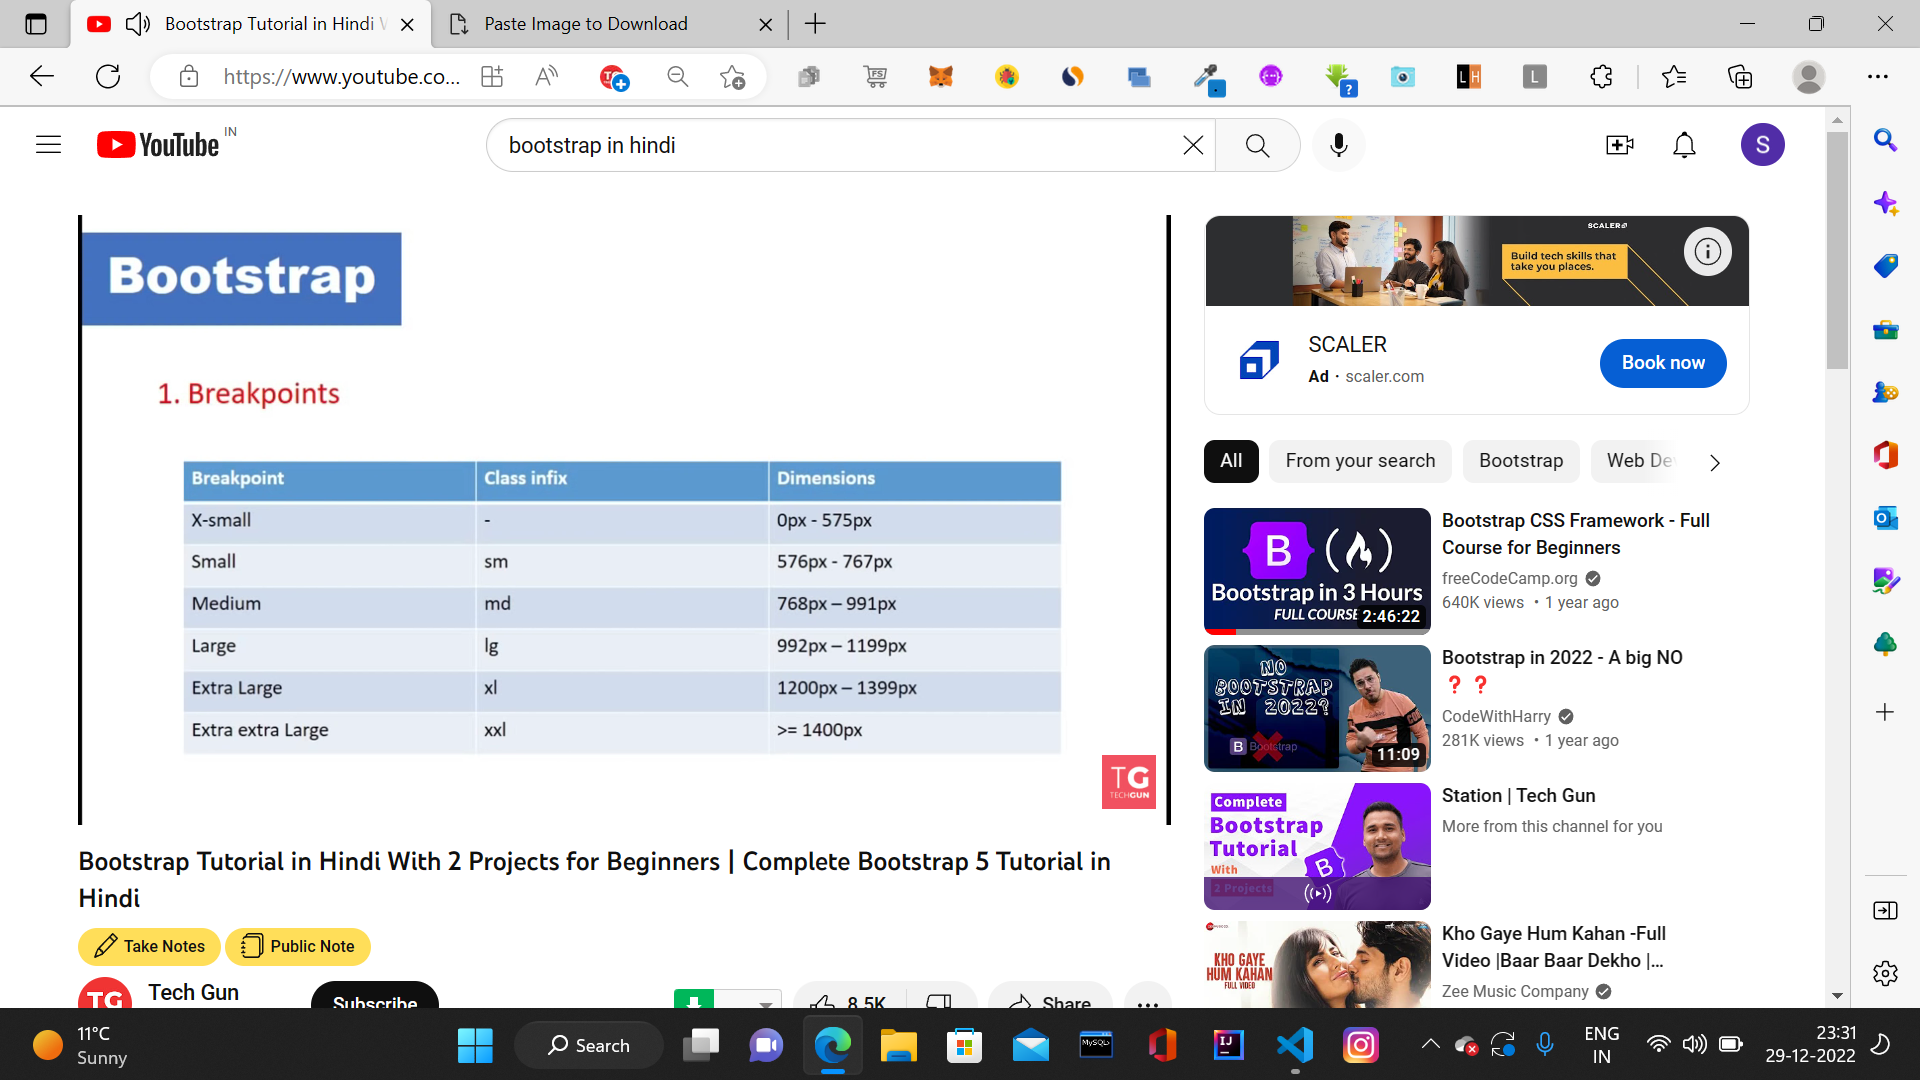 Bootstrap Tutorial in Hindi W
Paste Image to Download
https://www.youtube.co...
YouTube IN
bootstrap in hindi
S
Bootstrap
1. Breakpoints
Breakpoint Class infix Dimensions
X-small - 0px - 575px
Small sm 576px - 767px
Medium md 768px – 991px
Large lg 992px – 1199px
Extra Large xl 1200px – 1399px
Extra extra Large xxl >= 1400px
TG
TECHGUN
Bootstrap Tutorial in Hindi With 2 Projects for Beginners | Complete Bootstrap 5 Tutorial in
Hindi
Take Notes Public Note
TG
Tech Gun
Subscribe
8.5K
Share
SCALER
Build tech skills that
take you places.
SCALER
Ad · scaler.com
Book now
All From your search Bootstrap Web De
B
Bootstrap in 3 Hours
FULL COURSE 2:46:22
Bootstrap CSS Framework - Full
Course for Beginners
freeCodeCamp.org
640K views • 1 year ago
NO
BOOTSTRAP
IN 2022?
B Bootstrap
11:09
Bootstrap in 2022 - A big NO
❓ ❓
CodeWithHarry
281K views • 1 year ago
Complete
Bootstrap
Tutorial
With
2 Projects
B
Station | Tech Gun
More from this channel for you
KHO GAYE
HUM KAHAN
FULL VIDEO
Kho Gaye Hum Kahan -Full
Video |Baar Baar Dekho |...
Zee Music Company
11°C
Sunny
Search
MySQL
IJ
ENG
IN
23:31
29-12-2022